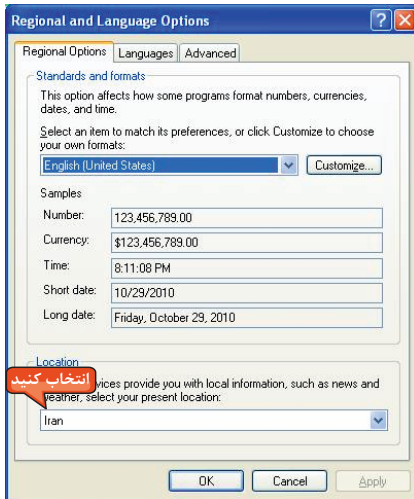 Regional and Language Options
Regional Options Languages Advanced
Standards and formats
This option affects how some programs format numbers, currencies,
dates, and time.
Select an item to match its preferences, or click Customize to choose
your own formats:
English (United States) Customize...
Samples
Number: 123,456,789.00
Currency: $123,456,789.00
Time: 8:11:08 PM
Short date: 10/29/2010
Long date: Friday, October 29, 2010
Location
انتخاب کنید
vices provide you with local information, such as news and
weather, select your present location:
Iran
OK Cancel Apply